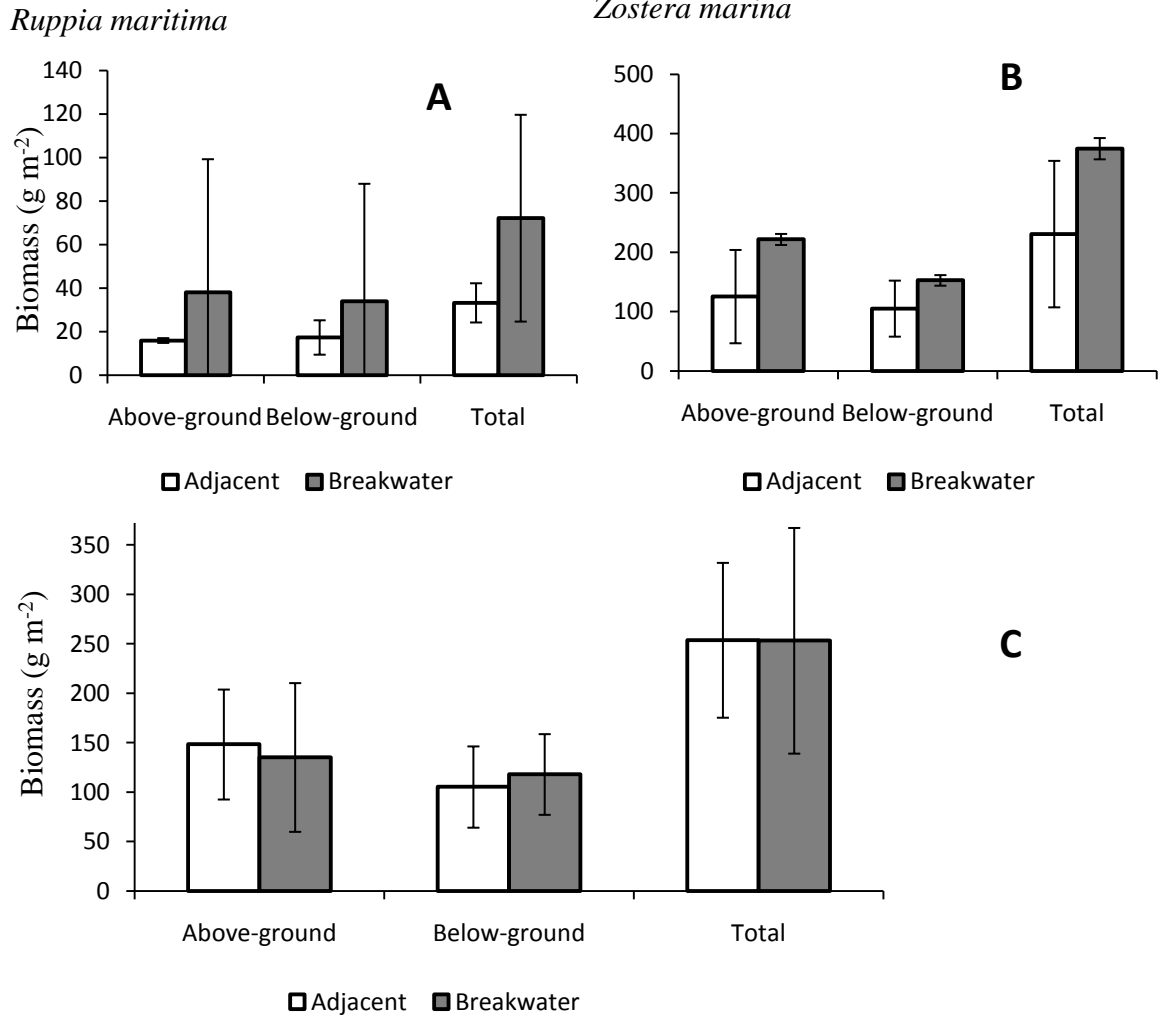 Ruppia maritima
Zostera marina
A
Biomass (g m-2)
140
120
100
80
60
40
20
0
Above-ground Below-ground Total
Adjacent Breakwater
B
500
400
300
200
100
0
Above-ground Below-ground Total
Adjacent Breakwater
C
Biomass (g m-2)
350
300
250
200
150
100
50
0
Above-ground Below-ground Total
Adjacent Breakwater